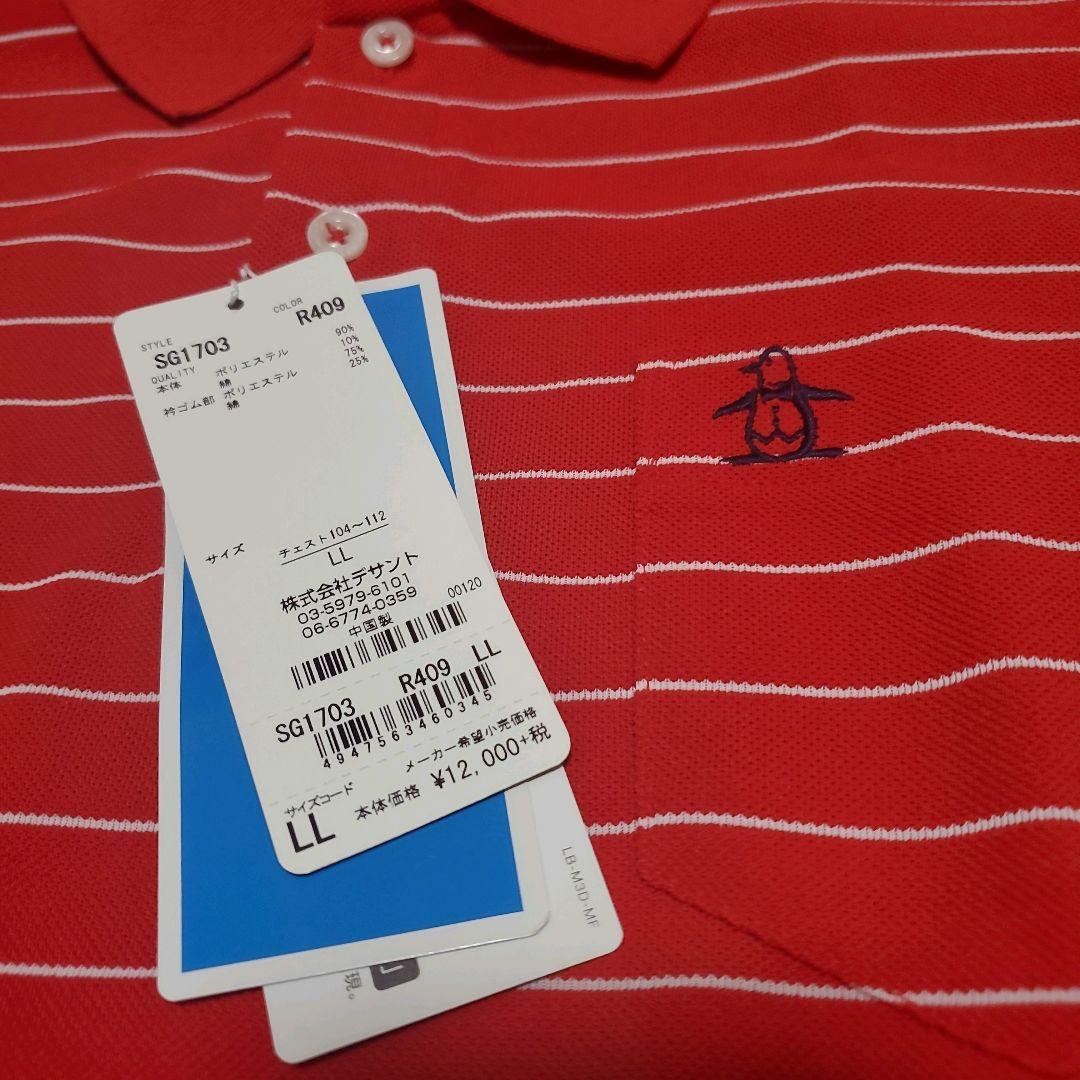 STYLE
SG1703
COLOR
R409
QUALITY
本体 ポリエステル 90%
綿 10%
衿ゴム部 ポリエステル 75%
綿 25%
サイズ
チェスト104～112
LL
株式会社デサント
03-5979-6101
06-6774-0359
中国製
00120
SG1703 R409 LL
4947563460345
メーカー希望小売価格
サイズコード
LL
本体価格 ¥12,000+税
LB-M3D-MF
現。